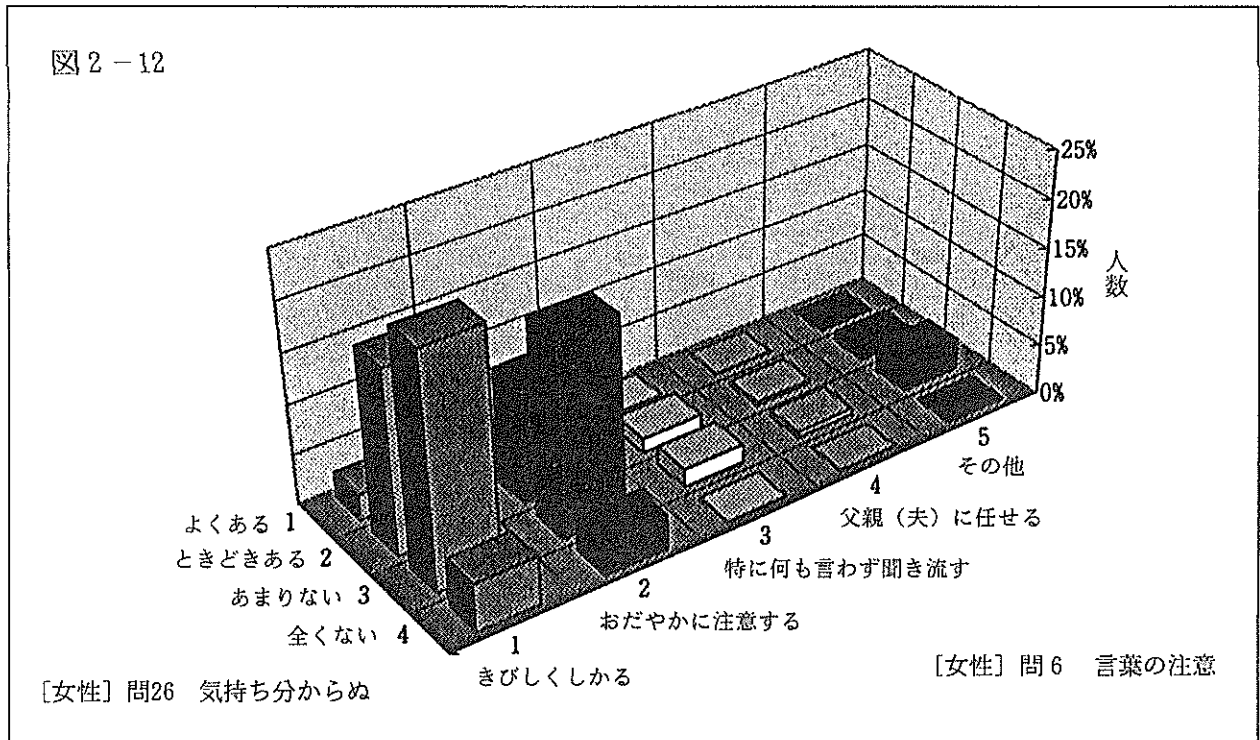 図2－12
25%
20%
15%
10%
5%
0%
人数
よくある 1
ときどきある 2
あまりない 3
全くない 4
1
きびしくしかる
2
おだやかに注意する
3
特に何も言わず聞き流す
4
父親（夫）に任せる
5
その他
［女性］問26　気持ち分からぬ
［女性］問6　言葉の注意